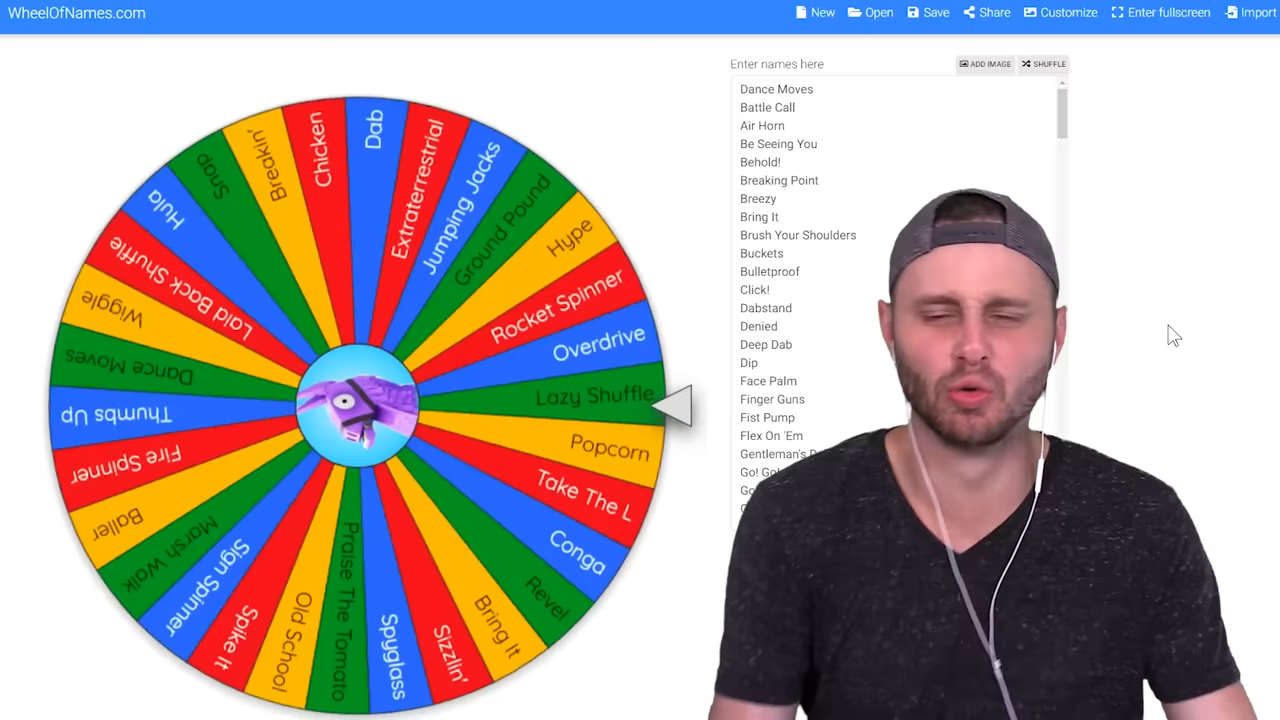 WheelOfNames.com
New Open Save Share Customize Enter fullscreen Import
Enter names here
ADD IMAGE SHUFFLE
Dance Moves
Battle Call
Air Horn
Be Seeing You
Behold!
Breaking Point
Breezy
Bring It
Brush Your Shoulders
Buckets
Bulletproof
Click!
Dabstand
Denied
Deep Dab
Dip
Face Palm
Finger Guns
Fist Pump
Flex On 'Em
Gentleman's
Go! Go!
Go
Dab
Extraterrestrial
Jumping Jacks
Ground Pound
Hype
Rocket Spinner
Overdrive
Lazy Shuffle
Popcorn
Take The L
Conga
Revel
Bring It
Sizzlin'
Spyglass
Praise The Tomato
Old School
Spike It
Sign Spinner
Marsh Walk
Baller
Fire Spinner
Thumbs Up
Dance Moves
Wiggle
Laid Back Shuffle
Hula
Snap
Breakin'
Chicken